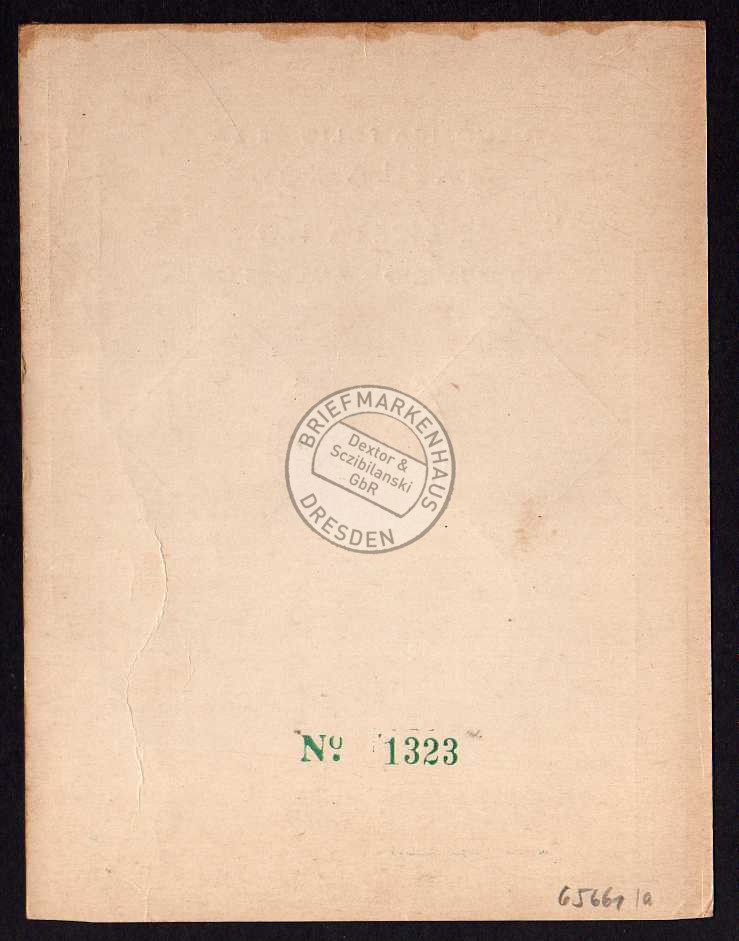 BRIEFMARKENHAUS
Dextor &
Sczibilanski
GbR
DRESDEN
Nº 1323
65661 /a